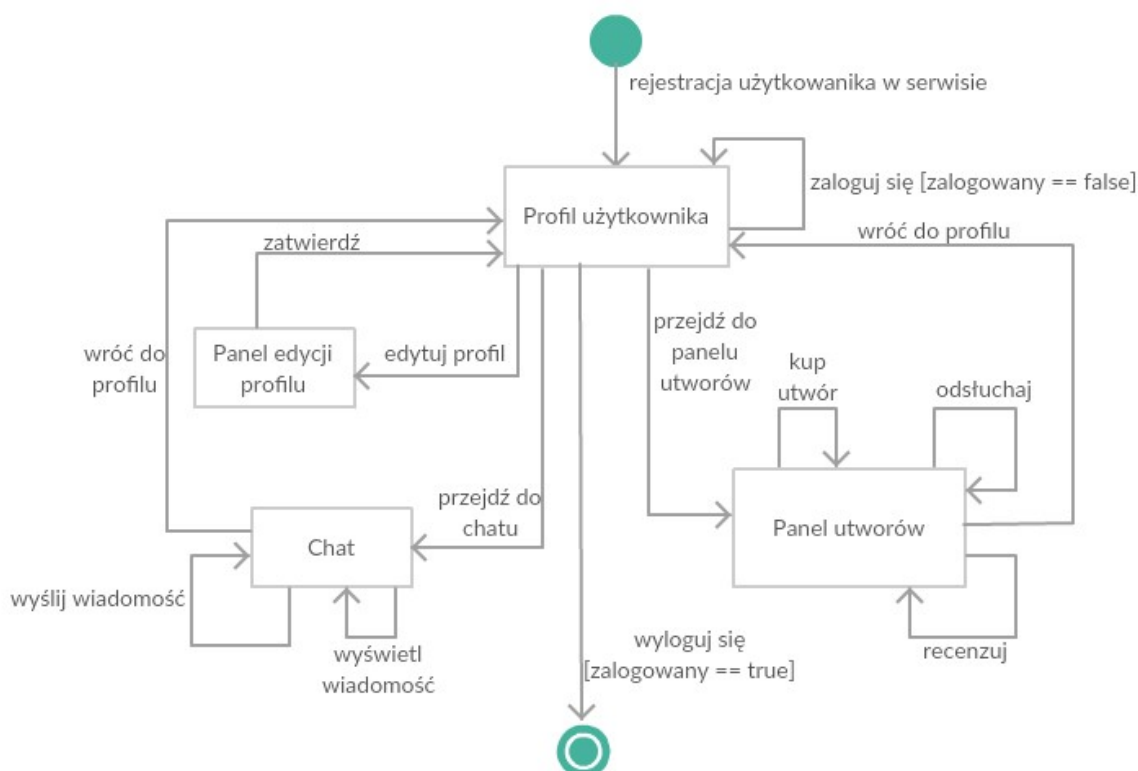 rejestracja użytkowanika w serwisie
zaloguj się [zalogowany == false]
Profil użytkownika
wróć do profilu
zatwierdź
przejdź do
panelu
utworów
wróć do
profilu
Panel edycji
profilu
edytuj profil
kup
utwór
odsłuchaj
przejdź do
chatu
Panel utworów
Chat
wyślij wiadomość
wyświetl
wiadomość
wyloguj się
[zalogowany == true]
recenzuj